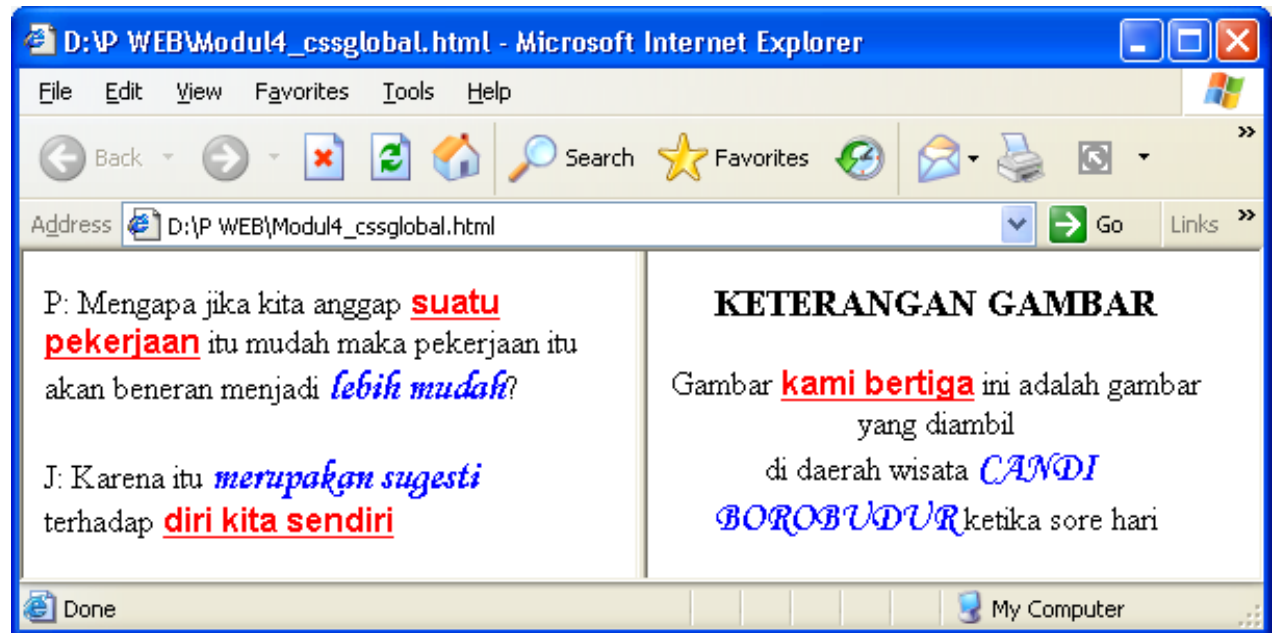 D:\P WEB\Modul4_cssglobal.html - Microsoft Internet Explorer
File Edit View Favorites Tools Help
Back Search Favorites »
Address D:\P WEB\Modul4_cssglobal.html Go Links »
P: Mengapa jika kita anggap suatu
pekerjaan itu mudah maka pekerjaan itu
akan beneran menjadi lebih mudah?
J: Karena itu merupakan sugesti
terhadap diri kita sendiri
KETERANGAN GAMBAR
Gambar kami bertiga ini adalah gambar
yang diambil
di daerah wisata CANDI
BOROBUDUR ketika sore hari
Done My Computer